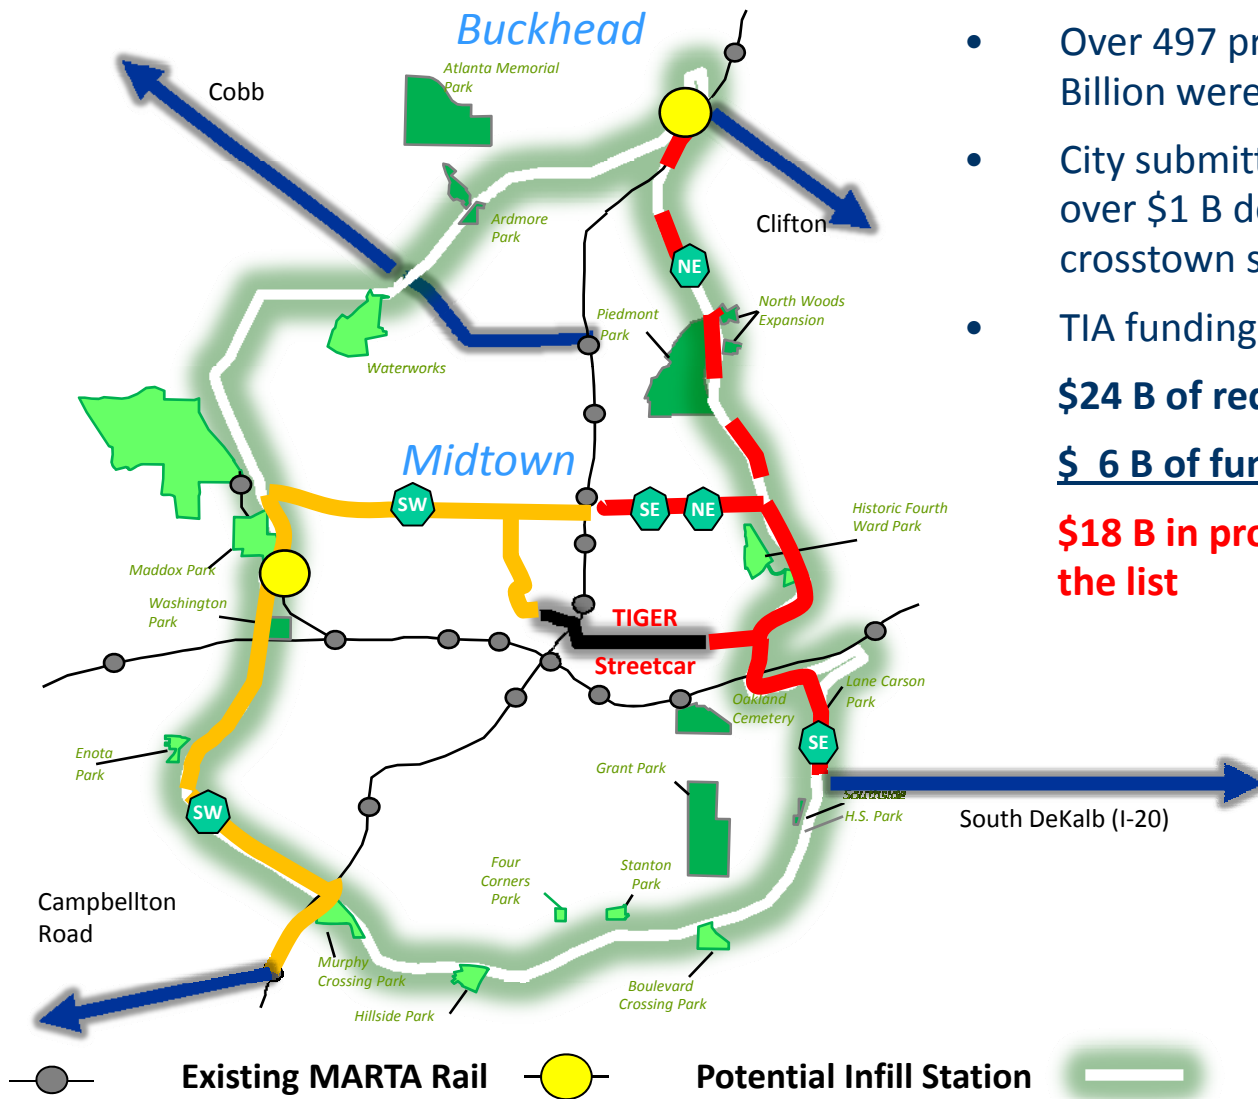 Buckhead
Atlanta Memorial
Park
Cobb
Clifton
Ardmore
Park
NE
North Woods
Expansion
Piedmont
Park
Waterworks
Midtown
SW
SE
NE
Historic Fourth
Ward Park
Maddox Park
Washington
Park
TIGER
Streetcar
Lane Carson
Park
Oakland
Cemetery
SE
Enota
Park
Grant Park
SW
H.S. Park
South DeKalb (I-20)
Four
Corners
Park
Stanton
Park
Campbellton
Road
Murphy
Crossing Park
Boulevard
Crossing Park
Hillside Park
Existing MARTA Rail
Potential Infill Station
• Over 497 pr
Billion were
• City submitt
over $1 B de
crosstown s
• TIA funding
$24 B of rec
$ 6 B of fur
$18 B in pro
the list